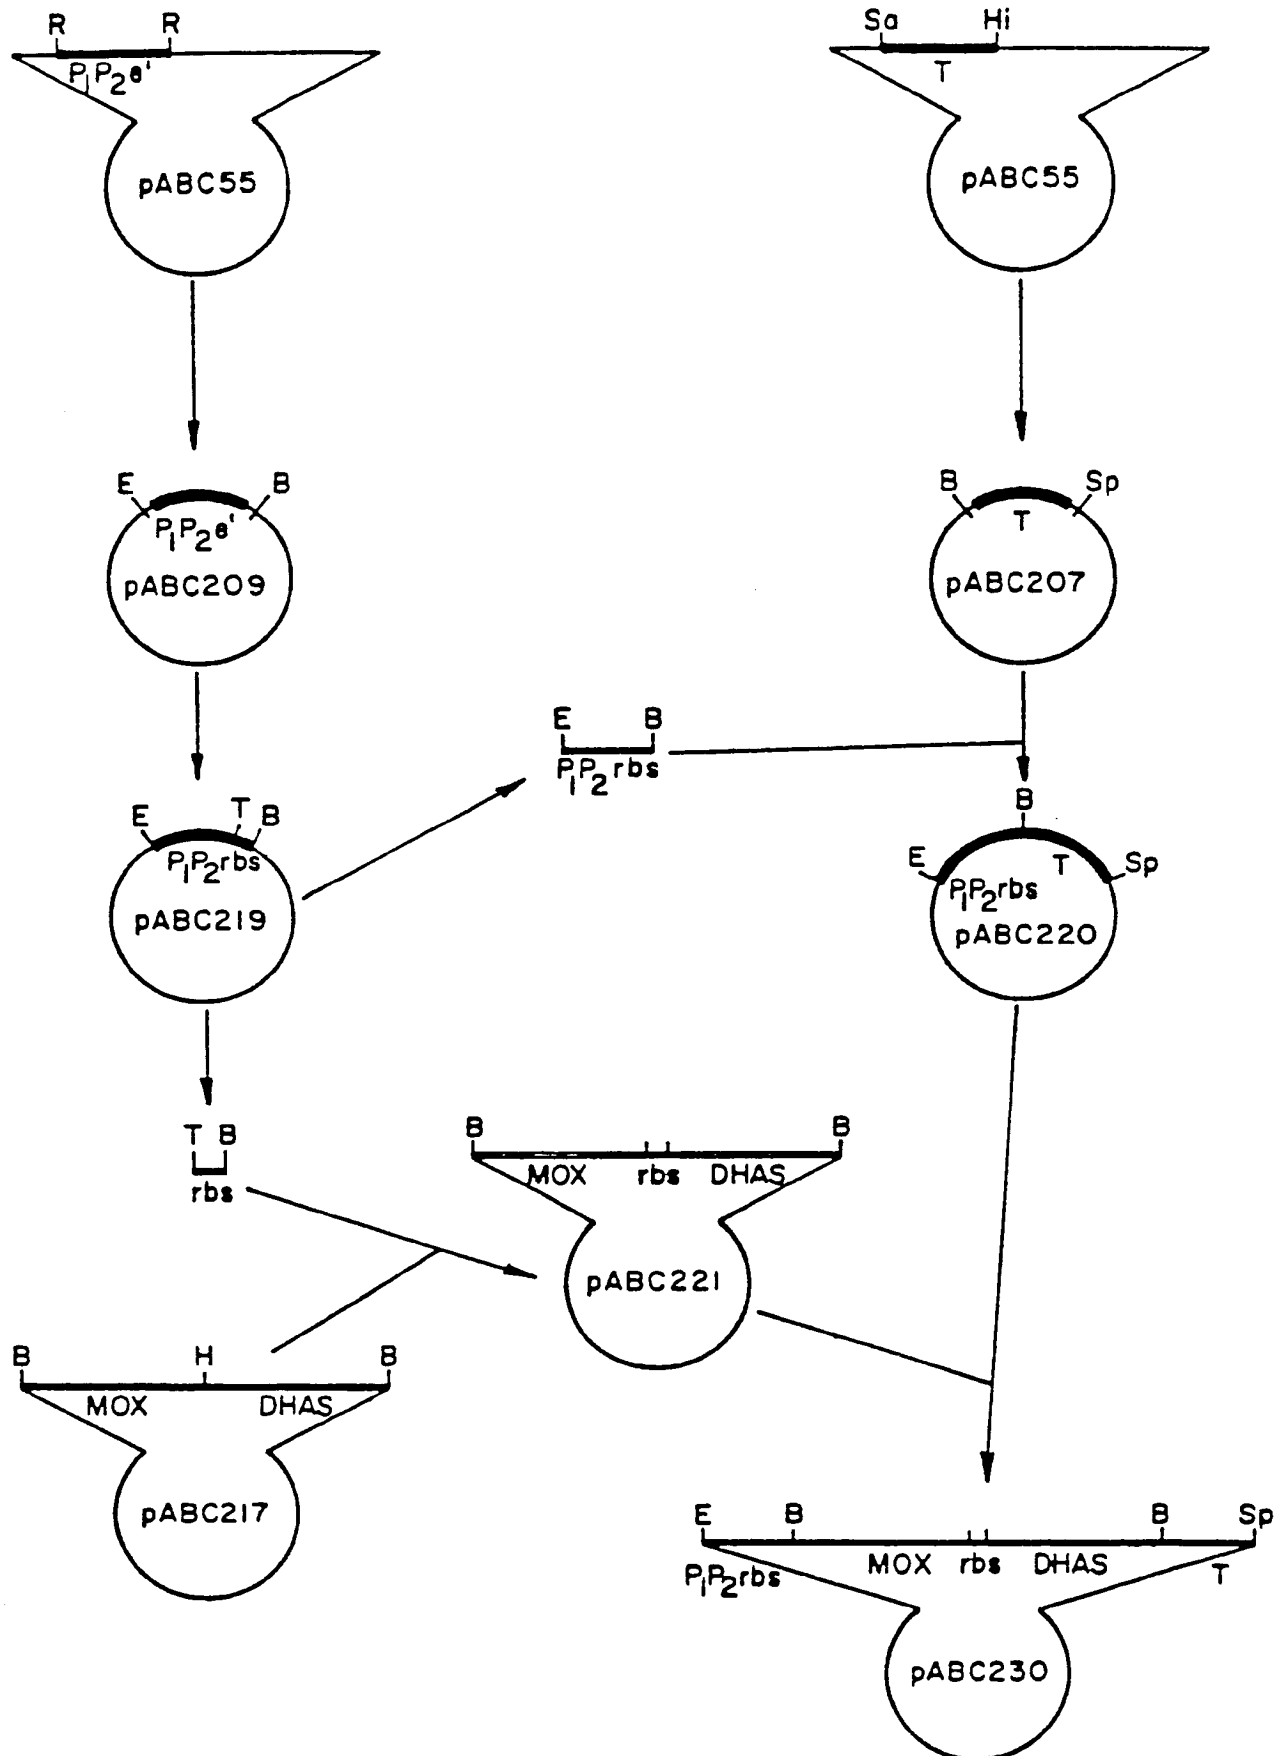 R R
P₁P₂e'
pABC55
Sa Hi
T
pABC55
E B
P₁P₂e'
pABC209
B Sp
T
pABC207
E B
P₁P₂rbs
E T B
P₁P₂rbs
pABC219
B
E T Sp
P₁P₂rbs
pABC220
T B
rbs
B B
MOX rbs DHAS
pABC221
B H B
MOX DHAS
pABC217
E B B Sp
P₁P₂rbs MOX rbs DHAS T
pABC230